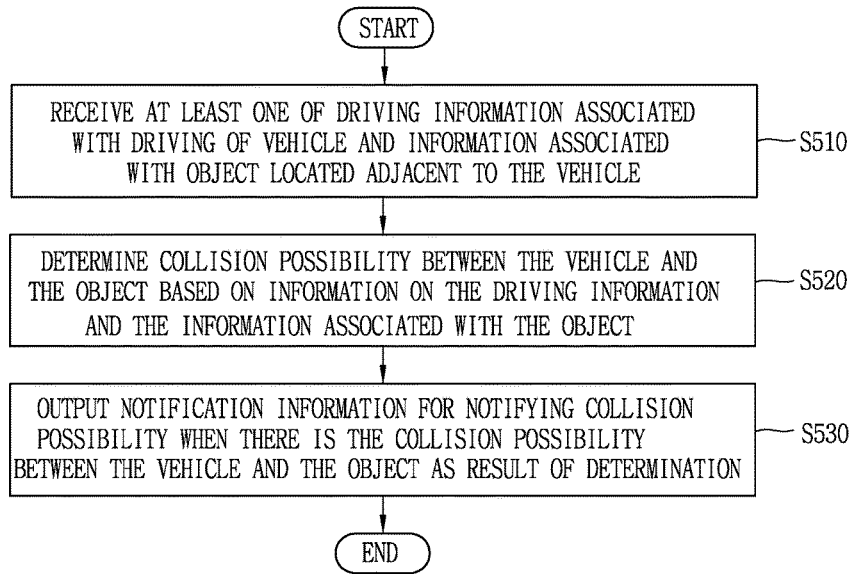 START
RECEIVE AT LEAST ONE OF DRIVING INFORMATION ASSOCIATED
WITH DRIVING OF VEHICLE AND INFORMATION ASSOCIATED
WITH OBJECT LOCATED ADJACENT TO THE VEHICLE
S510
DETERMINE COLLISION POSSIBILITY BETWEEN THE VEHICLE AND
THE OBJECT BASED ON INFORMATION ON THE DRIVING INFORMATION
AND THE INFORMATION ASSOCIATED WITH THE OBJECT
S520
OUTPUT NOTIFICATION INFORMATION FOR NOTIFYING COLLISION
POSSIBILITY WHEN THERE IS THE COLLISION POSSIBILITY
BETWEEN THE VEHICLE AND THE OBJECT AS RESULT OF DETERMINATION
S530
END